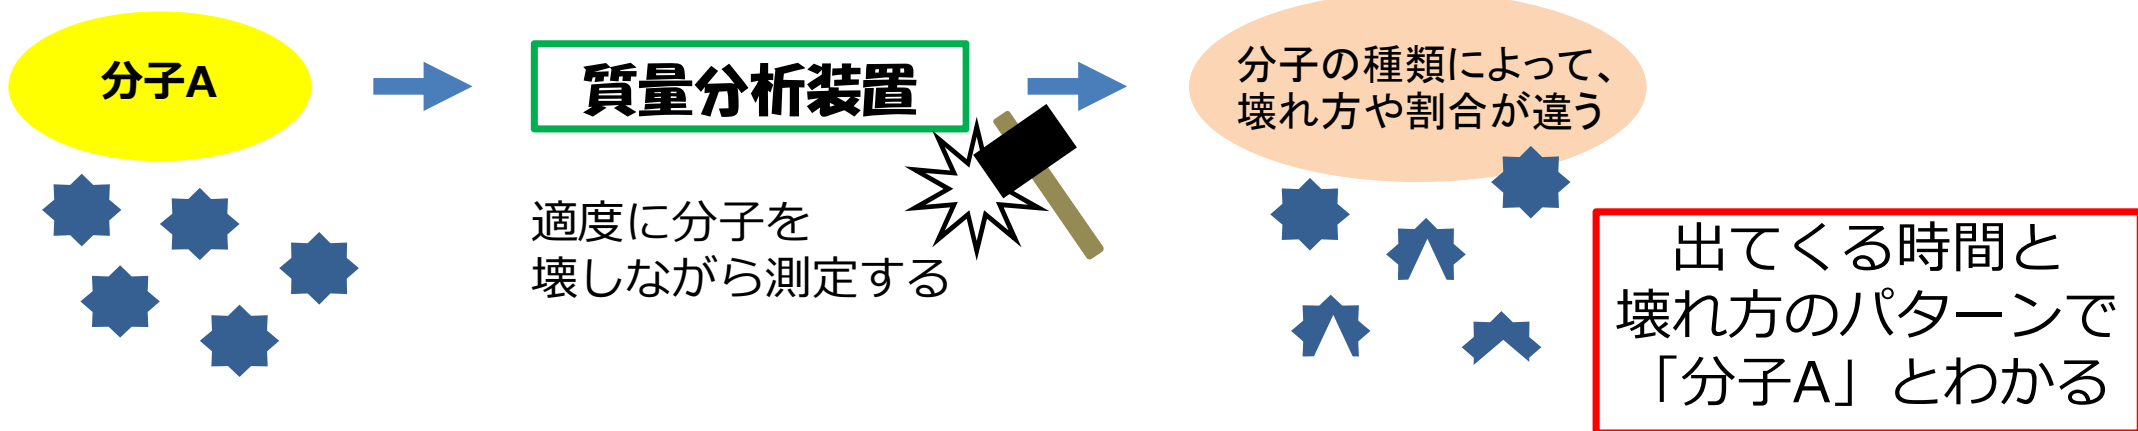 分子A
質量分析装置
適度に分子を
壊しながら測定する
分子の種類によって、
壊れ方や割合が違う
出てくる時間と
壊れ方のパターンで
「分子A」とわかる